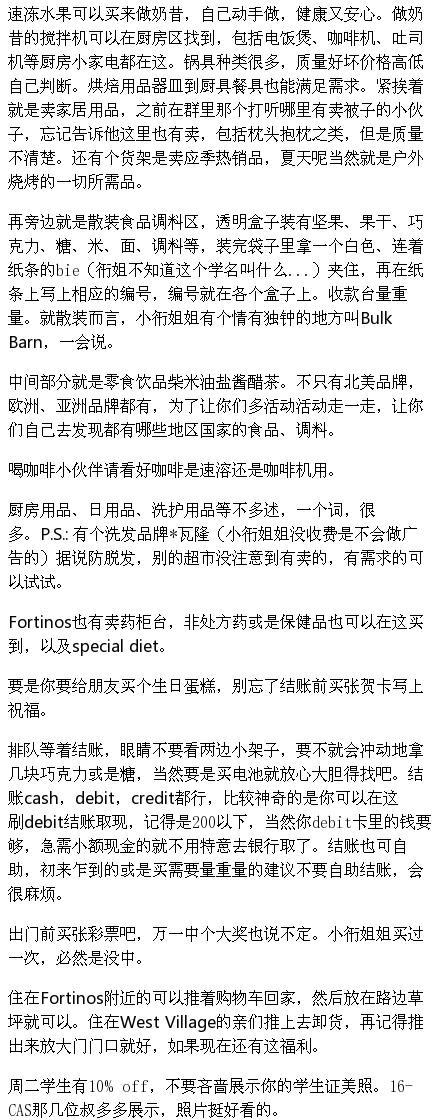 速冻水果可以买来做奶昔，自己动手做，健康又安心。做奶
昔的搅拌机可以在厨房区找到，包括电饭煲、咖啡机、吐司
机等厨房小家电都在这。锅具种类很多，质量好坏价格高低
自己判断。烘焙用品器皿到厨具餐具也能满足需求。紧挨着
就是卖家居用品，之前在群里那个打听哪里有卖被子的小伙
子，忘记告诉他这里也有卖，包括枕头抱枕之类，但是质量
不清楚。还有个货架是卖应季热销品，夏天呢当然就是户外
烧烤的一切所需品。
再旁边就是散装食品调料区，透明盒子装有坚果、果干、巧
克力、糖、米、面、调料等，装完袋子里拿一个白色、连着
纸条的bie（衔姐不知道这个学名叫什么...）夹住，再在纸
条上写上相应的编号，编号就在各个盒子上。收款台量重
量。就散装而言，小衔姐姐有个情有独钟的地方叫Bulk
Barn，一会说。
中间部分就是零食饮品柴米油盐酱醋茶。不只有北美品牌，
欧洲、亚洲品牌都有，为了让你们多活动活动走一走，让你
们自己去发现都有哪些地区国家的食品、调料。
喝咖啡小伙伴请看好咖啡是速溶还是咖啡机用。
厨房用品、日用品、洗护用品等不多述，一个词，很
多。P.S.: 有个洗发品牌*瓦隆（小衔姐姐没收费是不会做广
告的）据说防脱发，别的超市没注意到有卖的，有需求的可
以试试。
Fortinos也有卖药柜台，非处方药或是保健品也可以在这买
到，以及special diet。
要是你要给朋友买个生日蛋糕，别忘了结账前买张贺卡写上
祝福。
排队等着结账，眼睛不要看两边小架子，要不就会冲动地拿
几块巧克力或是糖，当然要是买电池就放心大胆得找吧。结
账cash，debit，credit都行，比较神奇的是你可以在这
刷debit结账取现，记得是200以下，当然你debit卡里的钱要
够，急需小额现金的就不用特意去银行取了。结账也可自
助，初来乍到的或是买需要量重量的建议不要自助结账，会
很麻烦。
出门前买张彩票吧，万一中个大奖也说不定。小衔姐姐买过
一次，必然是没中。
住在Fortinos附近的可以推着购物车回家，然后放在路边草
坪就可以。住在West Village的亲们推上去卸货，再记得推
出来放大门门口就好，如果现在还有这福利。
周二学生有10% off，不要吝啬展示你的学生证美照。16-
CAS那几位叔多多展示，照片挺好看的。